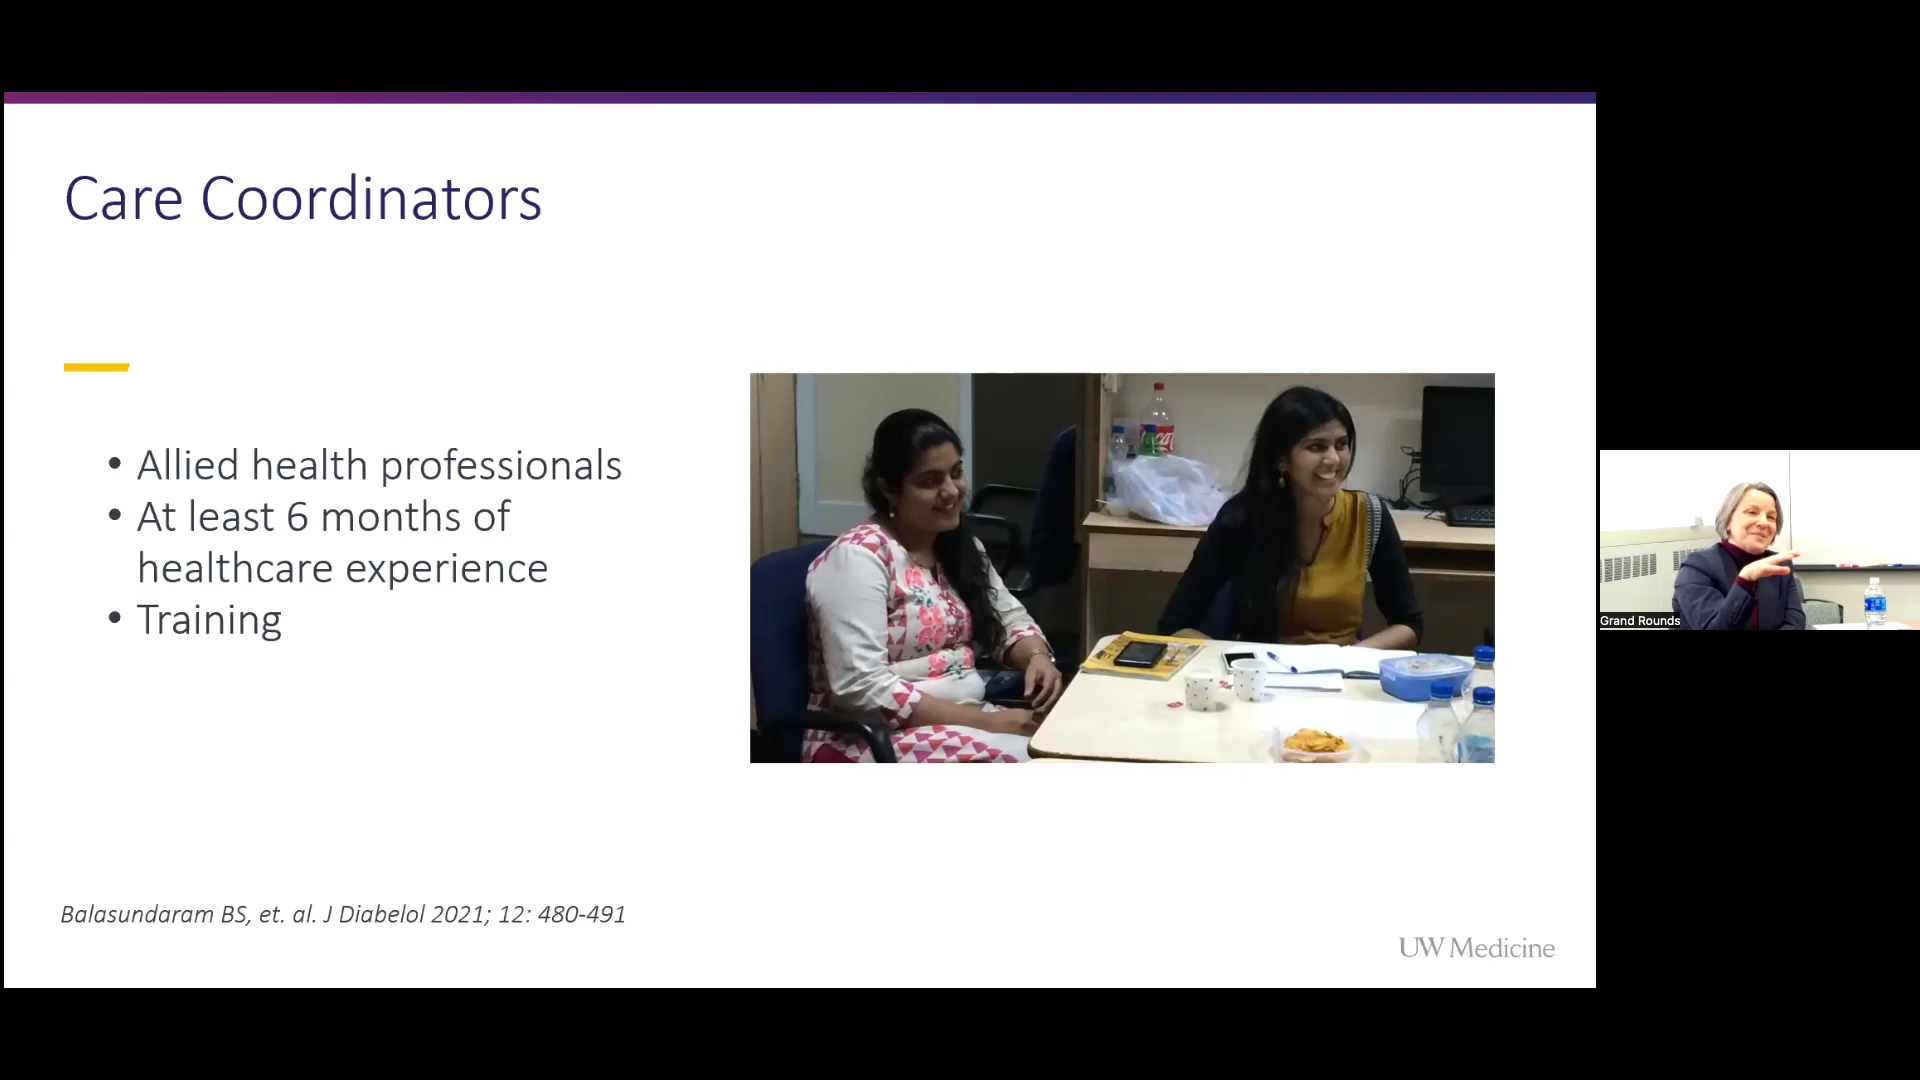 Care Coordinators
• Allied health professionals
• At least 6 months of
healthcare experience
• Training
Balasundaram BS, et. al. J Diabelol 2021; 12: 480-491
UW Medicine
Grand Rounds